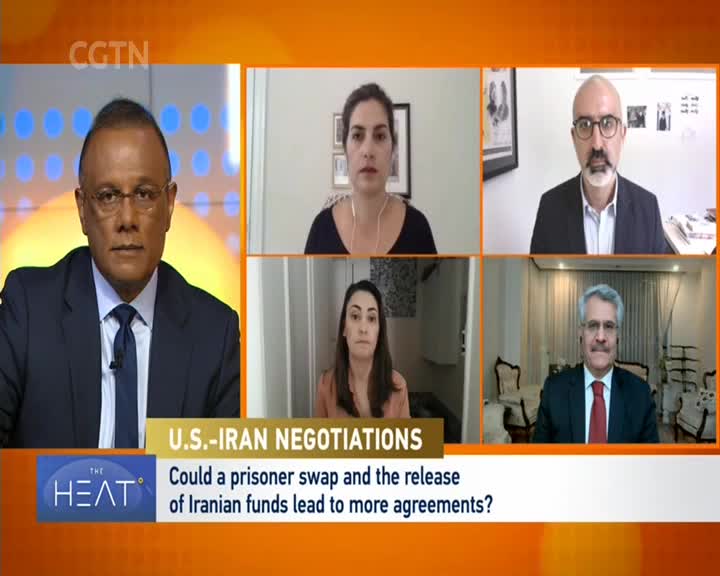 CGTN
U.S.-IRAN NEGOTIATIONS
THE
HEAT
Could a prisoner swap and the release
of Iranian funds lead to more agreements?